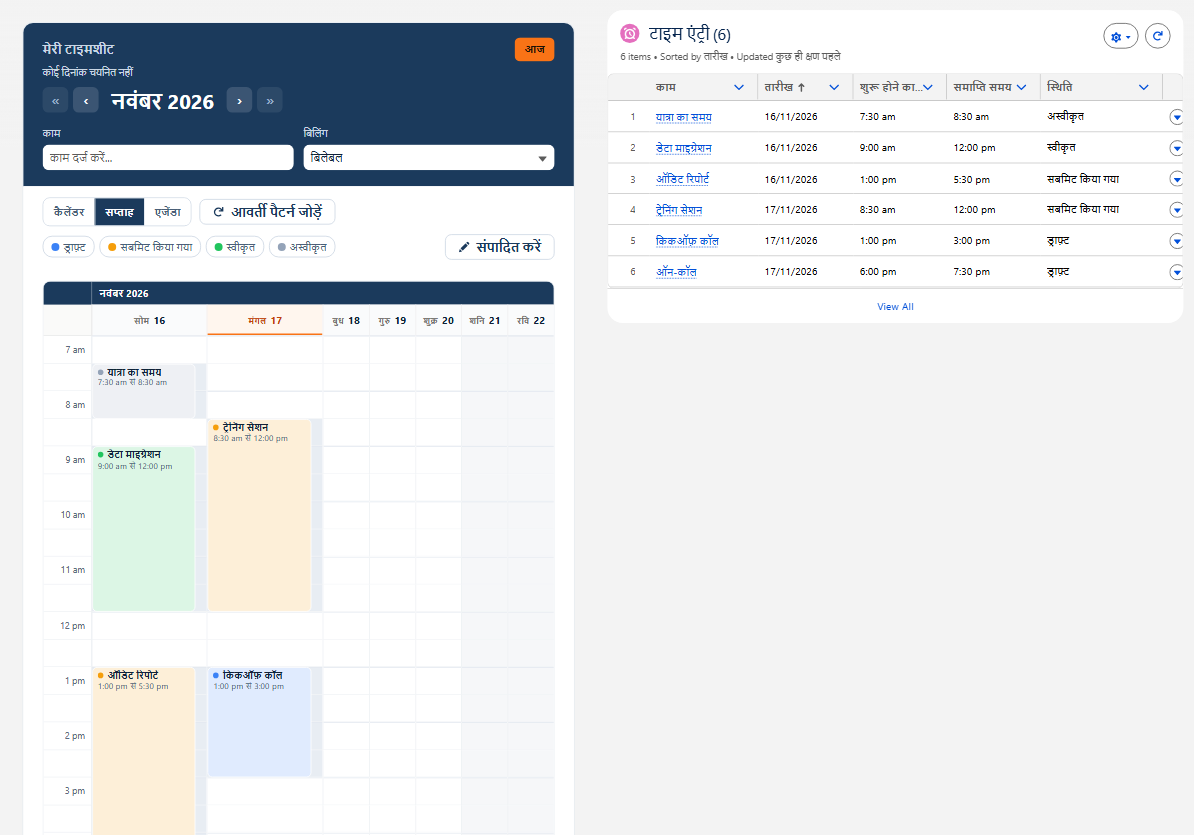 मेरी टाइमशीट
आज
कोई दिनांक चयनित नहीं
« ‹ नवंबर 2026 › »
काम
बिलिंग
काम दर्ज करें...
बिलेबल
कैलेंडर सप्ताह एजेंडा आवर्ती पैटर्न जोड़ें
ड्राफ़्ट सबमिट किया गया स्वीकृत अस्वीकृत संपादित करें
नवंबर 2026
सोम 16 मंगल 17 बुध 18 गुरु 19 शुक्र 20 शनि 21 रवि 22
7 am
यात्रा का समय
7:30 am से 8:30 am
8 am
ट्रेनिंग सेशन
8:30 am से 12:00 pm
9 am
डेटा माइग्रेशन
9:00 am से 12:00 pm
10 am
11 am
12 pm
1 pm
ऑडिट रिपोर्ट
1:00 pm से 5:30 pm
किकऑफ़ कॉल
1:00 pm से 3:00 pm
2 pm
3 pm
टाइम एंट्री (6)
6 items • Sorted by तारीख • Updated कुछ ही क्षण पहले
काम तारीख ↑ शुरू होने का... समाप्ति समय स्थिति
1 यात्रा का समय 16/11/2026 7:30 am 8:30 am अस्वीकृत
2 डेटा माइग्रेशन 16/11/2026 9:00 am 12:00 pm स्वीकृत
3 ऑडिट रिपोर्ट 16/11/2026 1:00 pm 5:30 pm सबमिट किया गया
4 ट्रेनिंग सेशन 17/11/2026 8:30 am 12:00 pm सबमिट किया गया
5 किकऑफ़ कॉल 17/11/2026 1:00 pm 3:00 pm ड्राफ़्ट
6 ऑन-कॉल 17/11/2026 6:00 pm 7:30 pm ड्राफ़्ट
View All